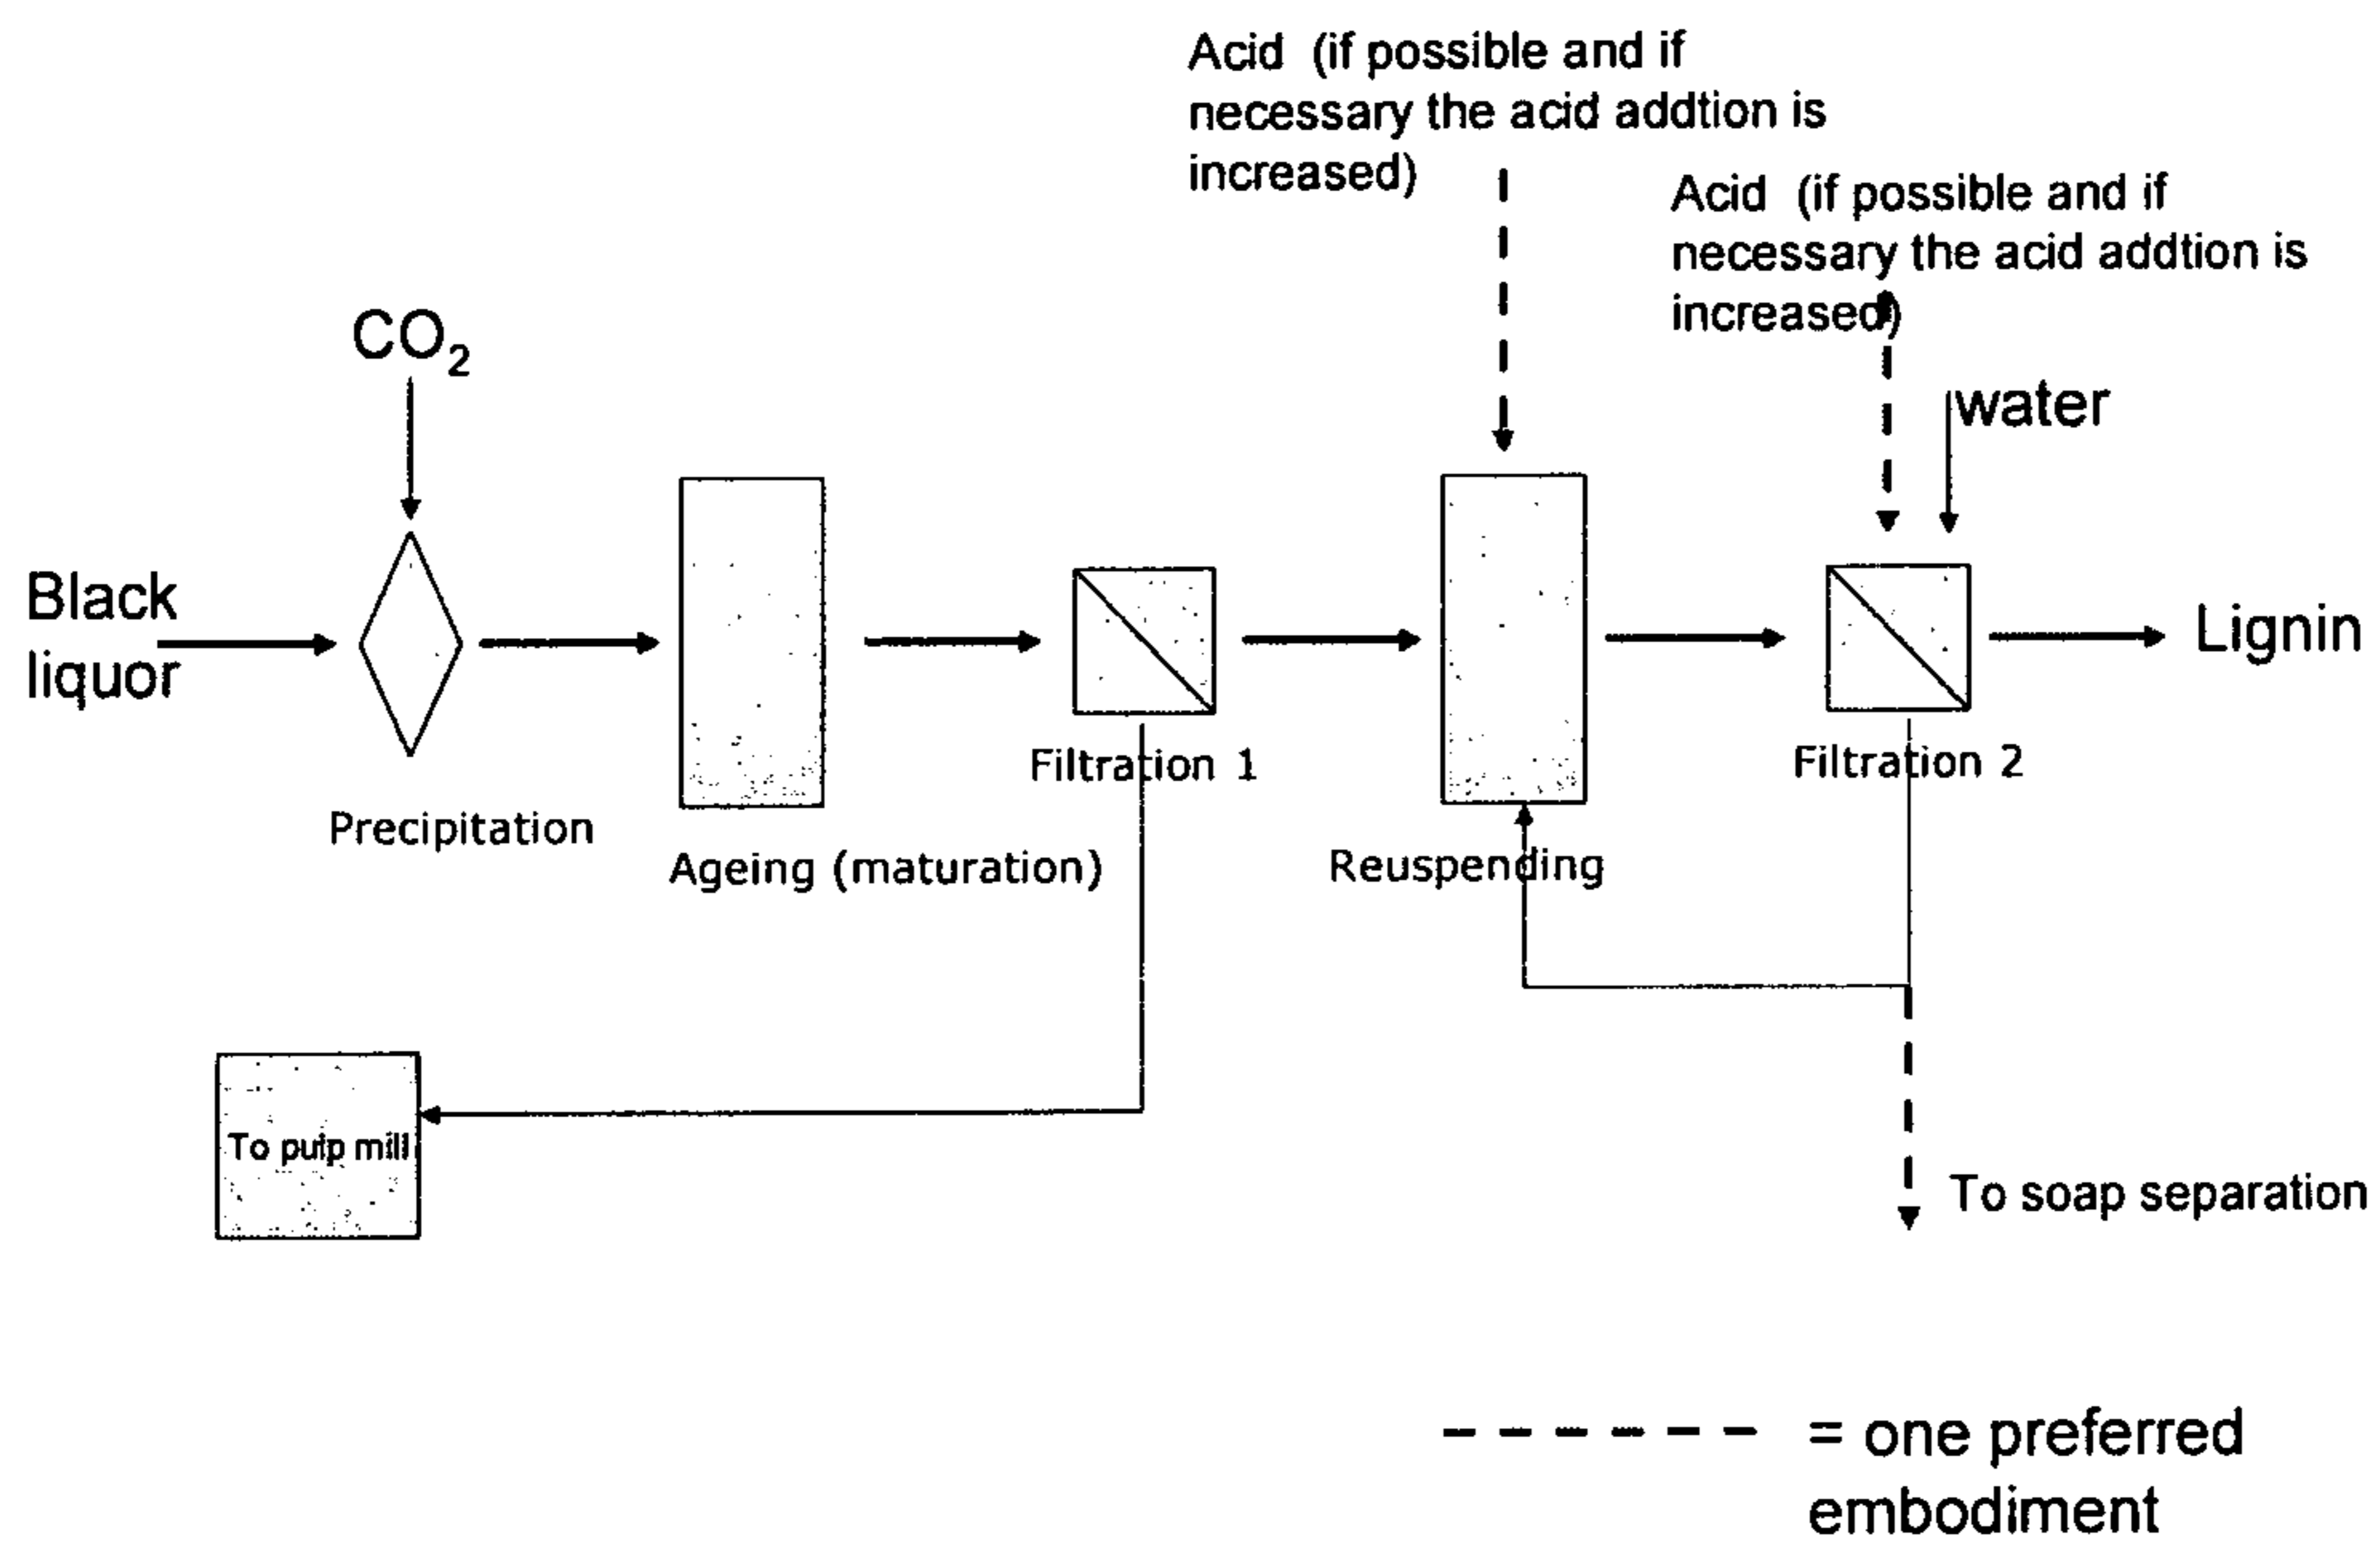 Acid (if possible and if
necessary the acid addtion is
increased)
Acid (if possible and if
necessary the acid addtion is
increased)
CO₂
water
Black
liquor
Lignin
Filtration 1
Filtration 2
Precipitation
Ageing (maturation)
Reuspending
To pulp mill
To soap separation
= one preferred
embodiment